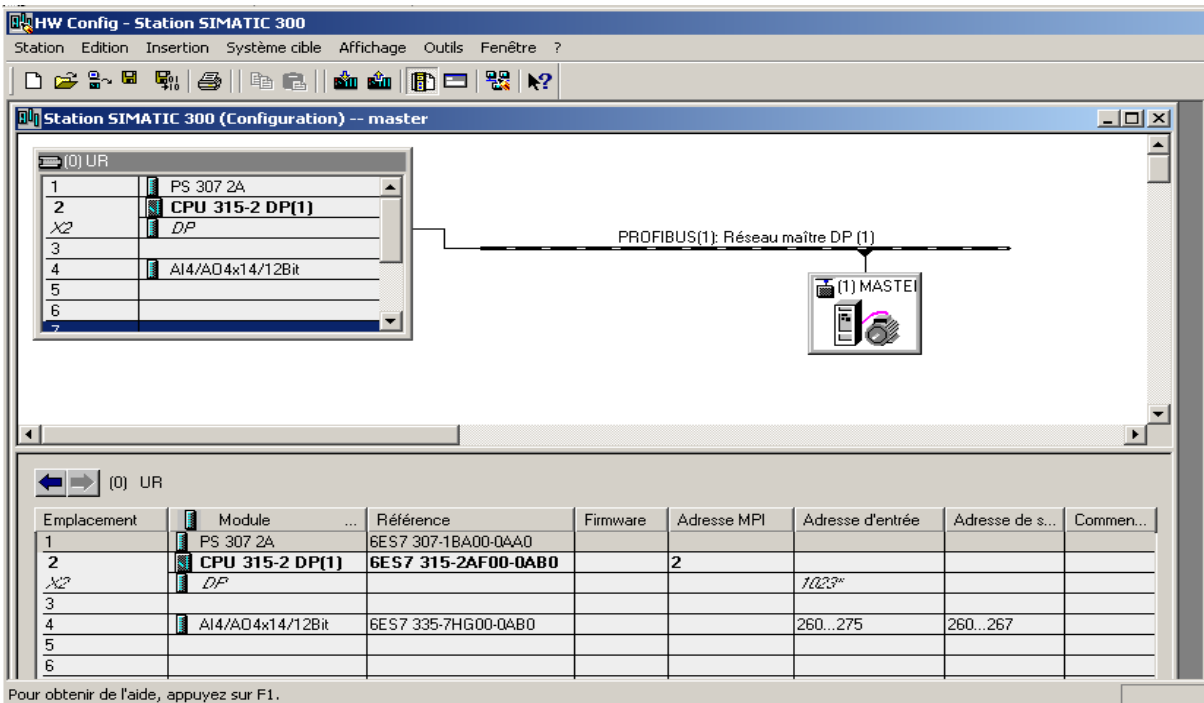 HW Config - Station SIMATIC 300
Station Edition Insertion Système cible Affichage Outils Fenêtre ?
Station SIMATIC 300 (Configuration) -- master
(0) UR
1 PS 307 2A
2 CPU 315-2 DP(1)
X2 DP
3
4 AI4/AO4x14/12Bit
5
6
7
PROFIBUS(1): Réseau maître DP (1)
(1) MASTE
(0) UR
Emplacement Module ... Référence Firmware Adresse MPI Adresse d'entrée Adresse de s... Commen...
1 PS 307 2A 6ES7 307-1BA00-0AA0
2 CPU 315-2 DP(1) 6ES7 315-2AF00-0AB0 2
X2 DP 1023*
3
4 AI4/AO4x14/12Bit 6ES7 335-7HG00-0AB0 260...275 260...267
5
6
Pour obtenir de l'aide, appuyez sur F1.